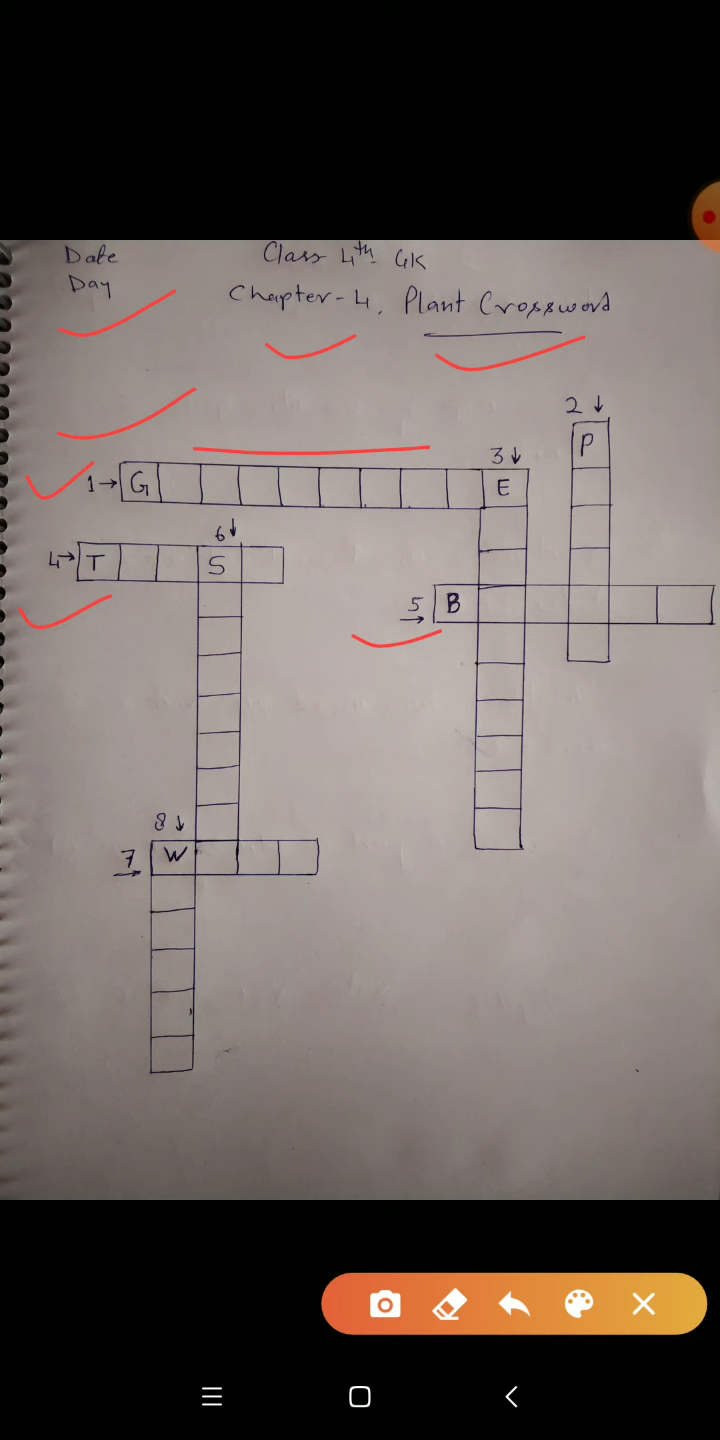 Date
Class 4th GK
Day
Chapter-4, Plant Crossword
2 ↓
P
3 ↓
1→ G E
6 ↓
4→ T S
5 → B
8 ↓
7 → W